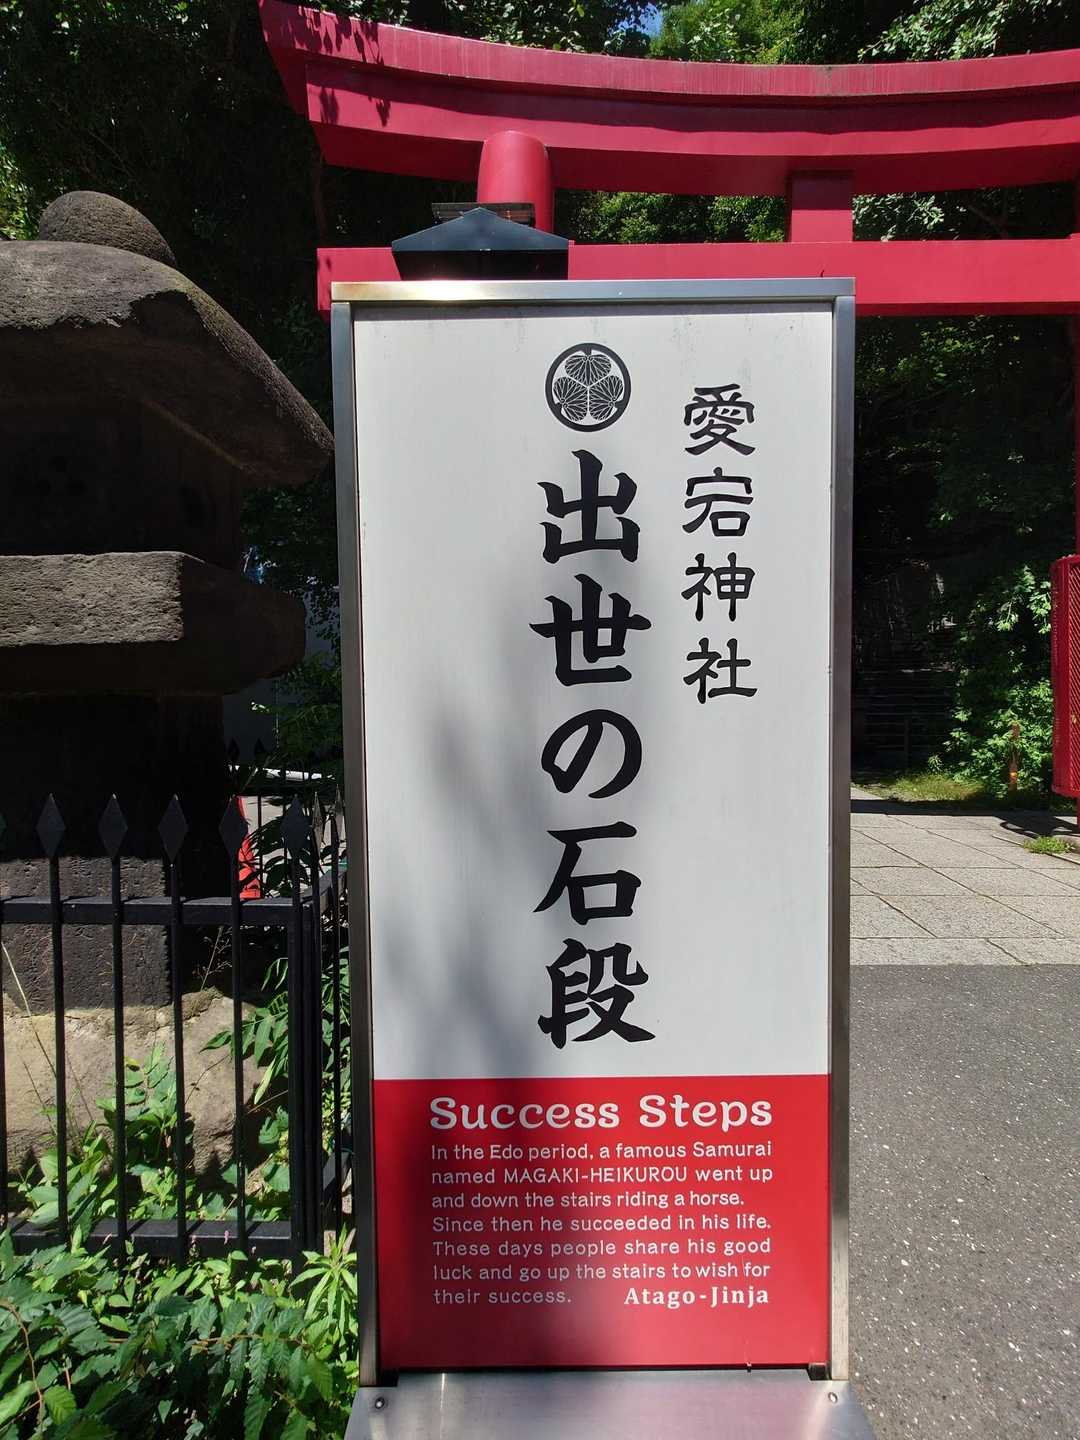 愛宕神社
出世の石段
Success Steps
In the Edo period, a famous Samurai
named MAGAKI-HEIKUROU went up
and down the stairs riding a horse.
Since then he succeeded in his life.
These days people share his good
luck and go up the stairs to wish for
their success. Atago-Jinja